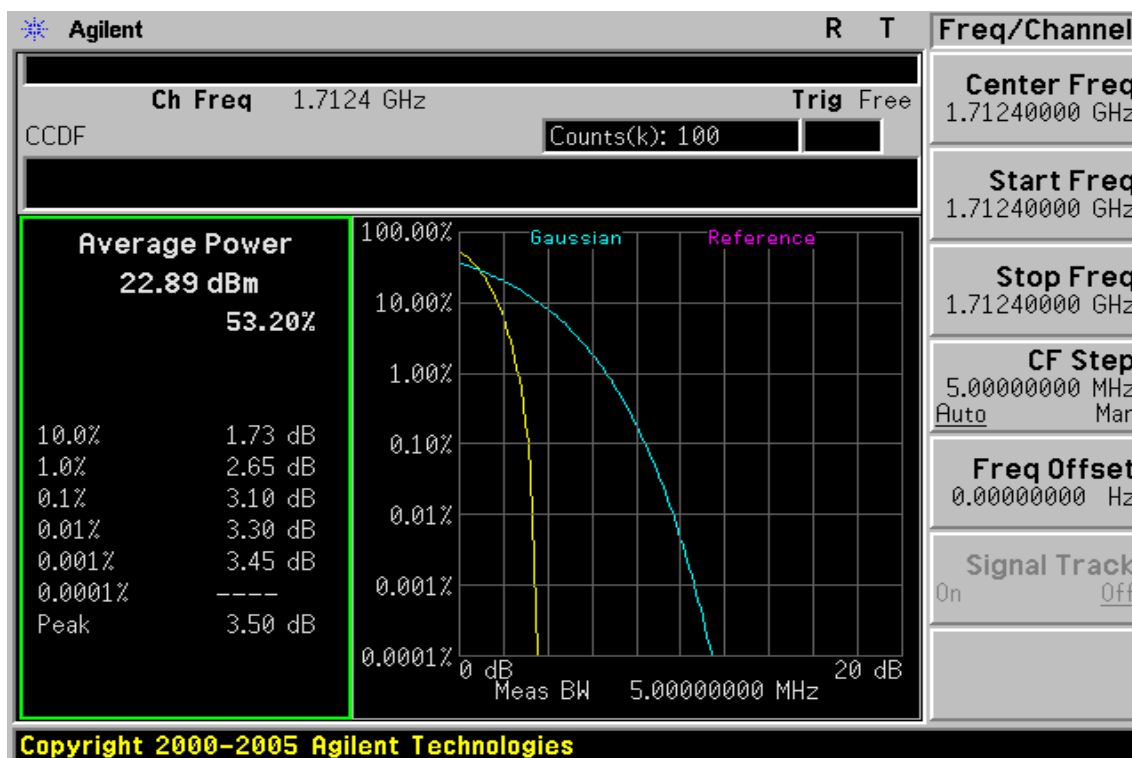 Agilent R T Freq/Channel
Ch Freq 1.7124 GHz Trig Free
CCDF Counts(k): 100
Center Freq
1.71240000 GHz
Start Freq
1.71240000 GHz
Stop Freq
1.71240000 GHz
CF Step
5.00000000 MHz
Auto Man
Freq Offset
0.00000000 Hz
Signal Track
On Off
Average Power
22.89 dBm
53.20%
10.0% 1.73 dB
1.0% 2.65 dB
0.1% 3.10 dB
0.01% 3.30 dB
0.001% 3.45 dB
0.0001% ----
Peak 3.50 dB
Gaussian Reference
100.00%
10.00%
1.00%
0.10%
0.01%
0.001%
0.0001%
0 dB 20 dB
Meas BW 5.00000000 MHz
Copyright 2000-2005 Agilent Technologies